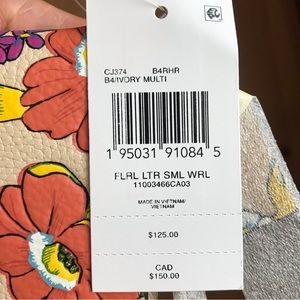 CJ374 B4RHR
B4/IVORY MULTI
1 95031 91084 5
FLRL LTR SML WRL
11003466CA03
MADE IN VIETNAM/
VIETNAM
$125.00
CAD
$150.00